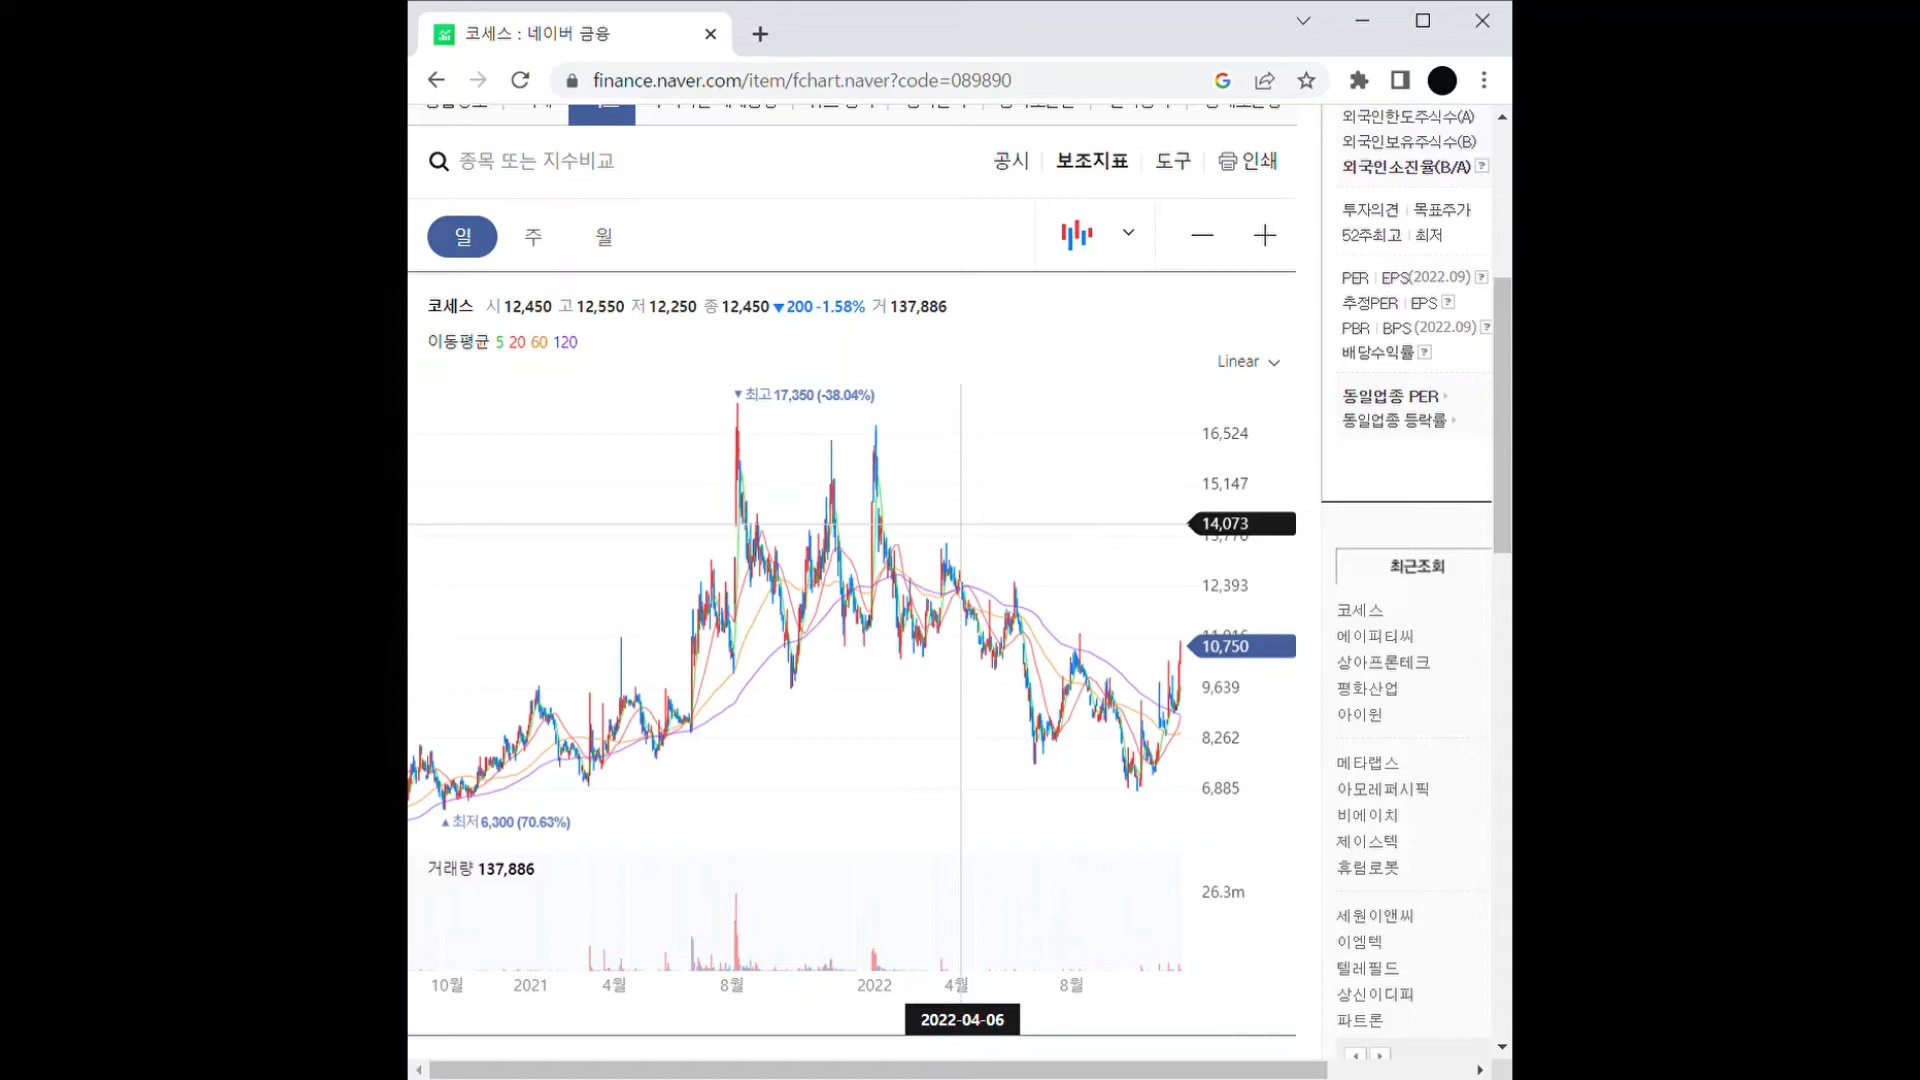 코세스 : 네이버 금융
finance.naver.com/item/fchart.naver?code=089890
종목 또는 지수비교
공시 보조지표 도구 인쇄
일 주 월
코세스 시 12,450 고 12,550 저 12,250 종 12,450 ▼200 -1.58% 거 137,886
이동평균 5 20 60 120
Linear
▼최고 17,350 (-38.04%)
16,524
15,147
14,073
12,393
10,750
9,639
8,262
6,885
▲최저 6,300 (70.63%)
거래량 137,886
26.3m
10월 2021 4월 8월 2022 4월 8월
2022-04-06
외국인한도주식수(A)
외국인보유주식수(B)
외국인소진율(B/A) ?
투자의견 | 목표주가
52주최고 | 최저
PER | EPS(2022.09) ?
추정PER | EPS ?
PBR | BPS (2022.09) ?
배당수익률 ?
동일업종 PER
동일업종 등락률
최근조회
코세스
에이피티씨
상아프론테크
평화산업
아이윈
메타랩스
아모레퍼시픽
비에이치
제이스텍
휴림로봇
세원이앤씨
이엠텍
텔레필드
상신이디피
파트론